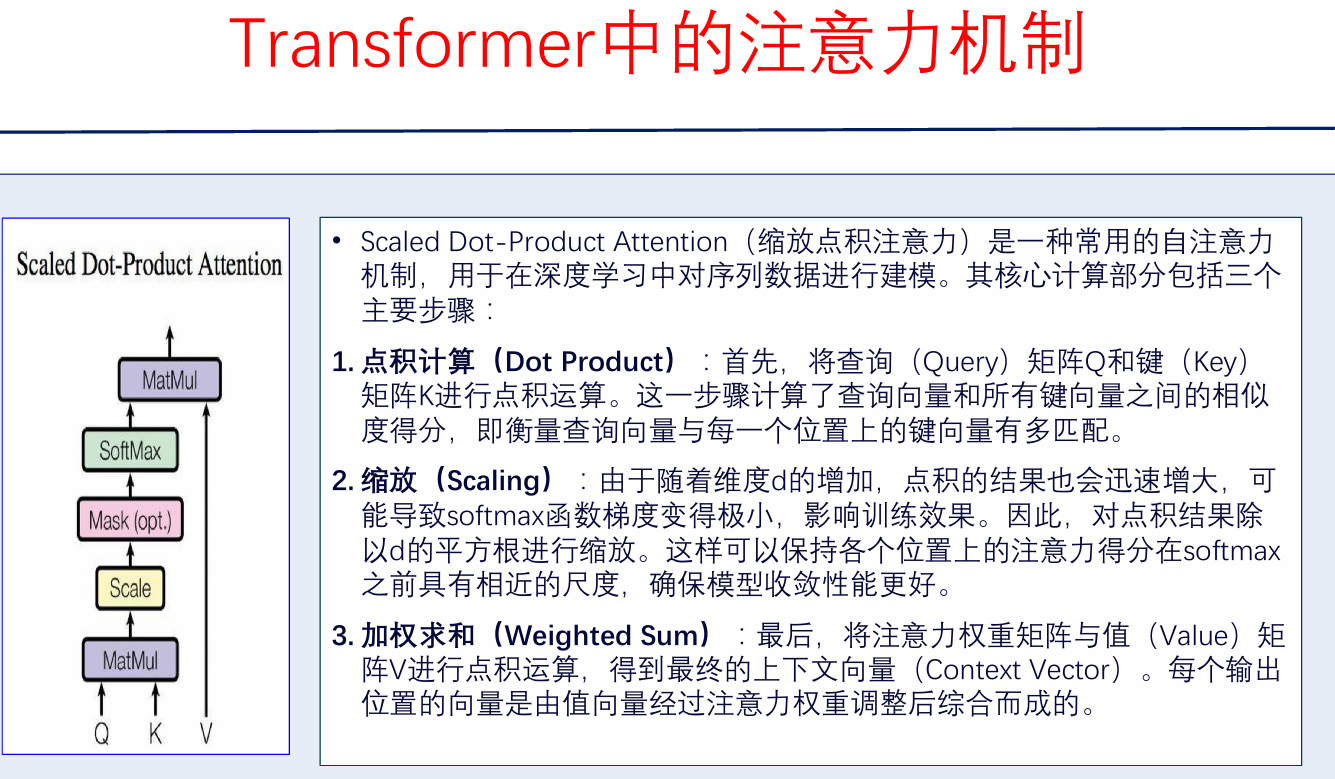 Transformer中的注意力机制
Scaled Dot-Product Attention
MatMul
SoftMax
Mask (opt.)
Scale
MatMul
Q K V
• Scaled Dot-Product Attention（缩放点积注意力）是一种常用的自注意力
机制，用于在深度学习中对序列数据进行建模。其核心计算部分包括三个
主要步骤：
1. 点积计算（Dot Product）：首先，将查询（Query）矩阵Q和键（Key）
矩阵K进行点积运算。这一步骤计算了查询向量和所有键向量之间的相似
度得分，即衡量查询向量与每一个位置上的键向量有多匹配。
2. 缩放（Scaling）：由于随着维度d的增加，点积的结果也会迅速增大，可
能导致softmax函数梯度变得极小，影响训练效果。因此，对点积结果除
以d的平方根进行缩放。这样可以保持各个位置上的注意力得分在softmax
之前具有相近的尺度，确保模型收敛性能更好。
3. 加权求和（Weighted Sum）：最后，将注意力权重矩阵与值（Value）矩
阵V进行点积运算，得到最终的上下文向量（Context Vector）。每个输出
位置的向量是由值向量经过注意力权重调整后综合而成的。